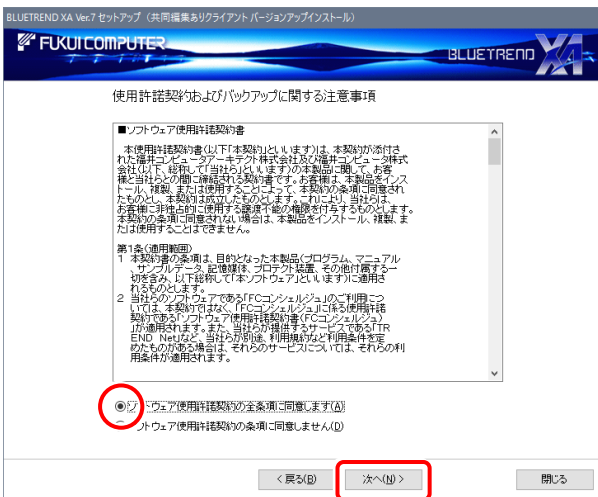 BLUETREND XA Ver.7 セットアップ（共同編集ありクライアント バージョンアップインストール）
FUKUI COMPUTER
BLUETREND XA
使用許諾契約およびバックアップに関する注意事項
■ソフトウェア使用許諾契約書
本使用許諾契約書(以下「本契約」といいます)は、本契約が添付さ
れた福井コンピュータアーキテクト株式会社及び福井コンピュータ株式
会社(以下、総称して「当社ら」といいます)の本製品に関して、お客
様と当社らとの間に締結される契約書です。お客様は、本製品をインス
トール、複製、または使用することによって、本契約の条項に同意され
たものとし、本契約は成立したものとします。これにより、当社らは、
お客様に非独占的に使用する譲渡不能の権限を付与するものとします。
本契約の条項に同意されない場合は、本製品をインストール、複製、ま
たは使用することはできません。
第1条(適用範囲)
1 本契約書の条項は、目的となった本製品(プログラム、マニュアル
、サンプルデータ、記憶媒体、プロテクト装置、その他付属する一
切を含み、以下総称して「本ソフトウェア」といいます)に適用さ
れるものとします。
2 当社らのソフトウェアである「FCコンシェルジュ」のご利用につ
いては、本契約ではなく、「FCコンシェルジュ」に係る使用許諾
契約である「ソフトウェア使用許諾契約書(FCコンシェルジュ)
」が適用されます。また、当社らが提供するサービスである「TR
END Net」など、当社らが別途、利用規約など利用条件を定
めたものがある場合は、それらのサービスについては、それらの利
用条件が適用されます。
ソフトウェア使用許諾契約の全条項に同意します(A)
フトウェア使用許諾契約の条項に同意しません(D)
< 戻る(B)
次へ(N) >
閉じる